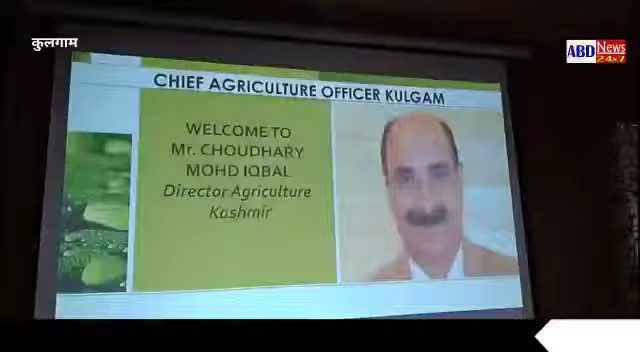 कुलगाम
ABD News
24x7
CHIEF AGRICULTURE OFFICER KULGAM
WELCOME TO
Mr. CHOUDHARY
MOHD IQBAL
Director Agriculture
Kashmir